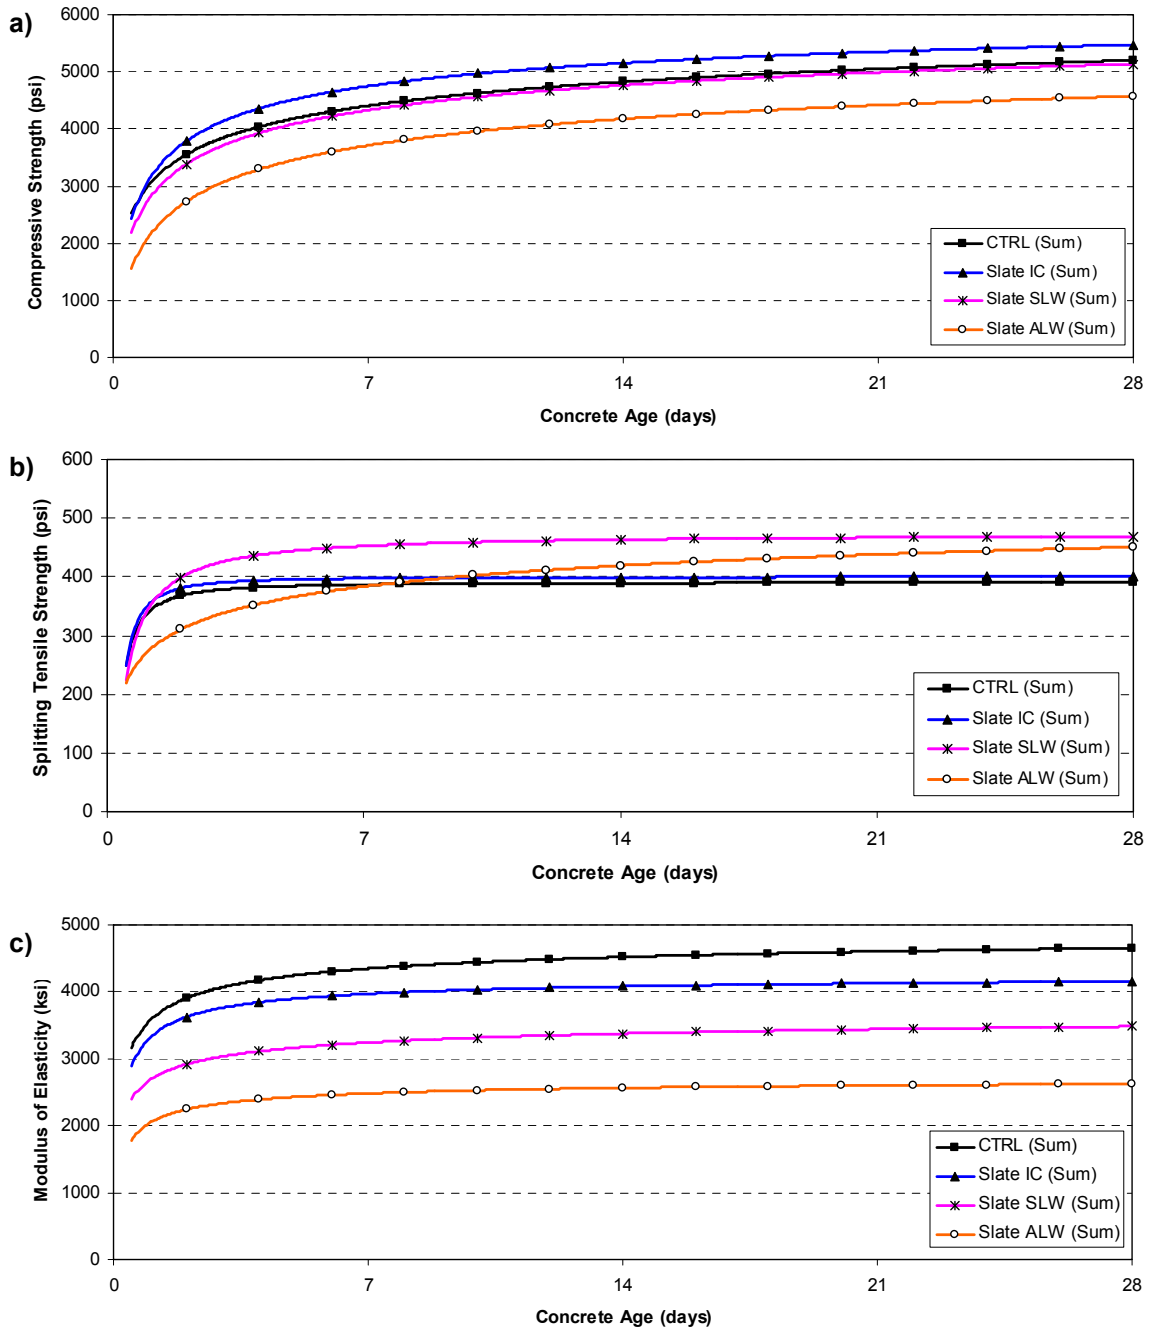 a)
Compressive Strength (psi)
6000
5000
4000
3000
2000
1000
0
0 7 14 21 28
Concrete Age (days)
CTRL (Sum)
Slate IC (Sum)
Slate SLW (Sum)
Slate ALW (Sum)
b)
Splitting Tensile Strength (psi)
600
500
400
300
200
100
0
0 7 14 21 28
Concrete Age (days)
CTRL (Sum)
Slate IC (Sum)
Slate SLW (Sum)
Slate ALW (Sum)
c)
Modulus of Elasticity (ksi)
5000
4000
3000
2000
1000
0
0 7 14 21 28
Concrete Age (days)
CTRL (Sum)
Slate IC (Sum)
Slate SLW (Sum)
Slate ALW (Sum)